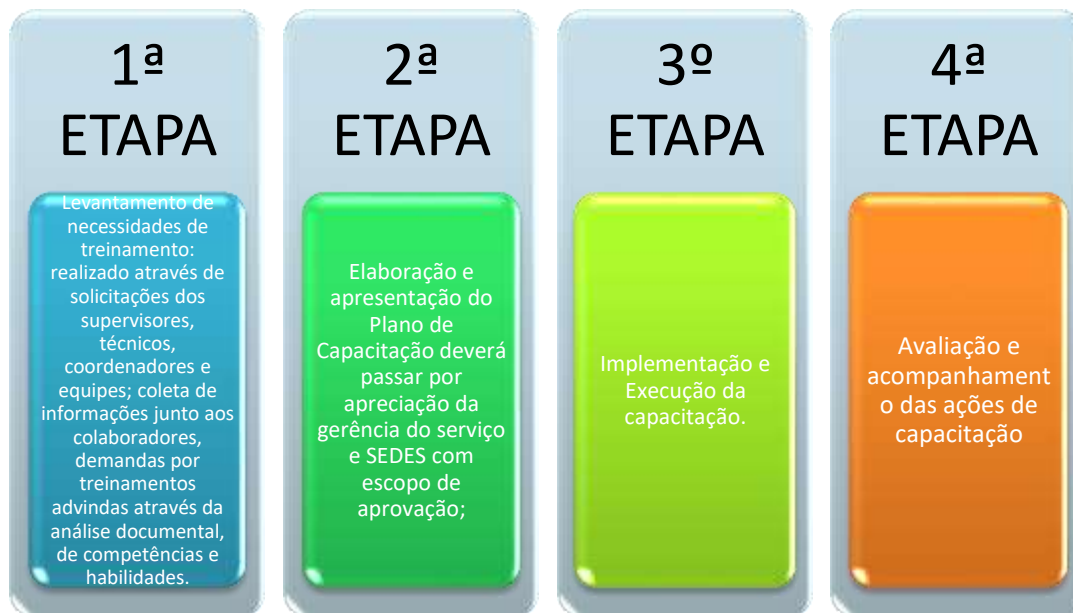 1ª
ETAPA
Levantamento de
necessidades de
treinamento:
realizado através de
solicitações dos
supervisores,
técnicos,
coordenadores e
equipes; coleta de
informações junto aos
colaboradores,
demandas por
treinamentos
advindas através da
análise documental,
de competências e
habilidades.
2ª
ETAPA
Elaboração e
apresentação do
Plano de
Capacitação deverá
passar por
apreciação da
gerência do serviço
e SEDES com
escopo de
aprovação;
3º
ETAPA
Implementação e
Execução da
capacitação.
4ª
ETAPA
Avaliação e
acompanhament
o das ações de
capacitação